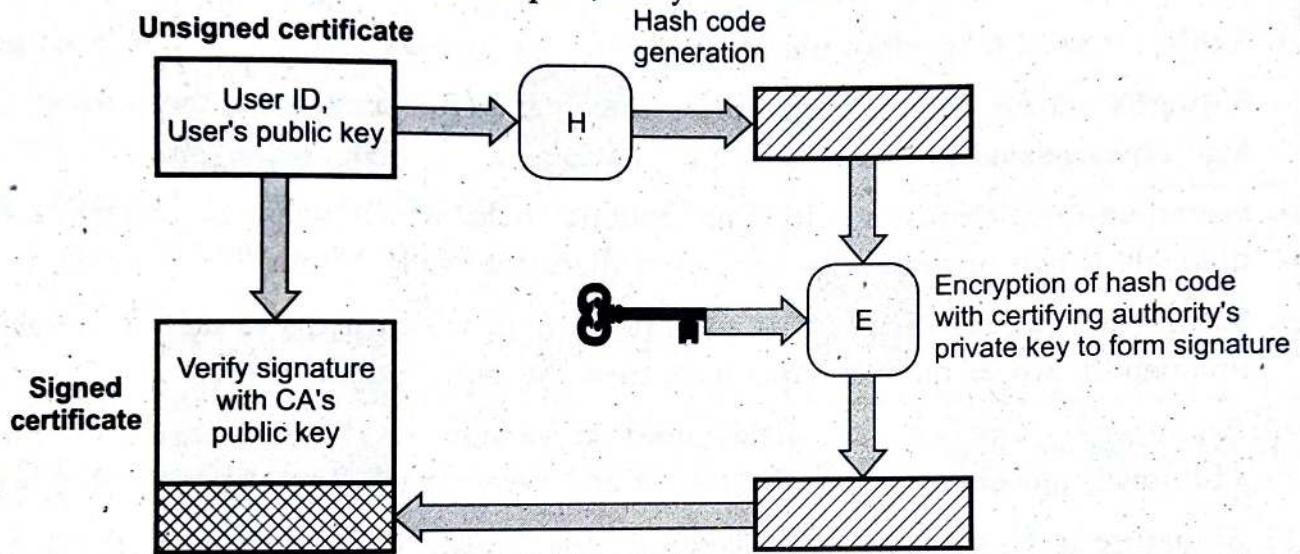 Unsigned certificate
Hash code
generation
User ID,
User's public key
H
E
Encryption of hash code
with certifying authority's
private key to form signature
Signed
certificate
Verify signature
with CA's
public key